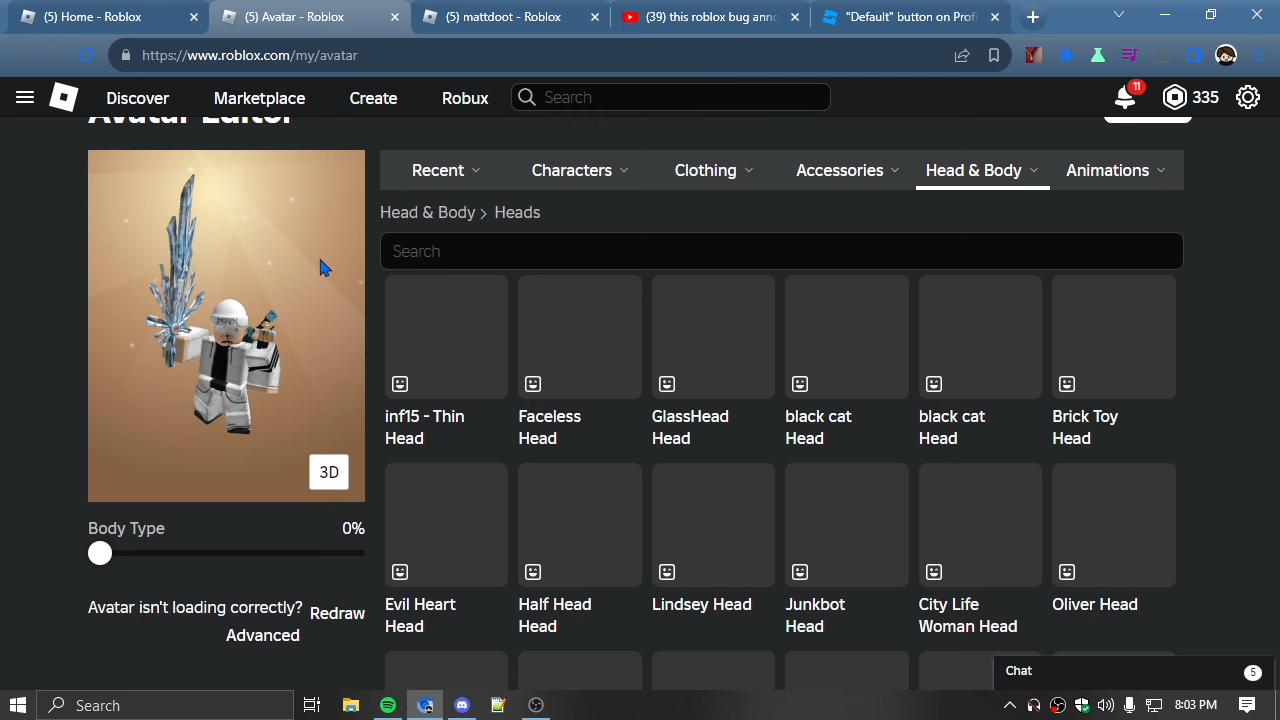 (5) Home - Roblox
(5) Avatar - Roblox
(5) mattdoot - Roblox
(39) this roblox bug anno
"Default" button on Profi
https://www.roblox.com/my/avatar
Discover
Marketplace
Create
Robux
Search
11
335
Avatar Editor
Recent
Characters
Clothing
Accessories
Head & Body
Animations
Head & Body > Heads
Search
3D
inf15 - Thin
Head
Faceless
Head
GlassHead
Head
black cat
Head
black cat
Head
Brick Toy
Head
Body Type
0%
Evil Heart
Head
Half Head
Head
Lindsey Head
Junkbot
Head
City Life
Woman Head
Oliver Head
Avatar isn't loading correctly?
Redraw
Advanced
Chat
5
Search
8:03 PM